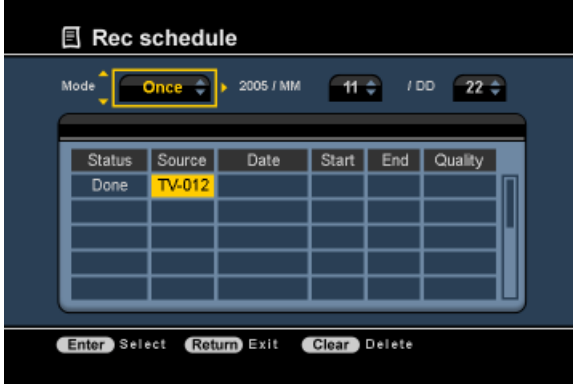 Rec schedule
Mode Once 2005 / MM 11 / DD 22
Status Source Date Start End Quality
Done TV-012
Enter Select Return Exit Clear Delete